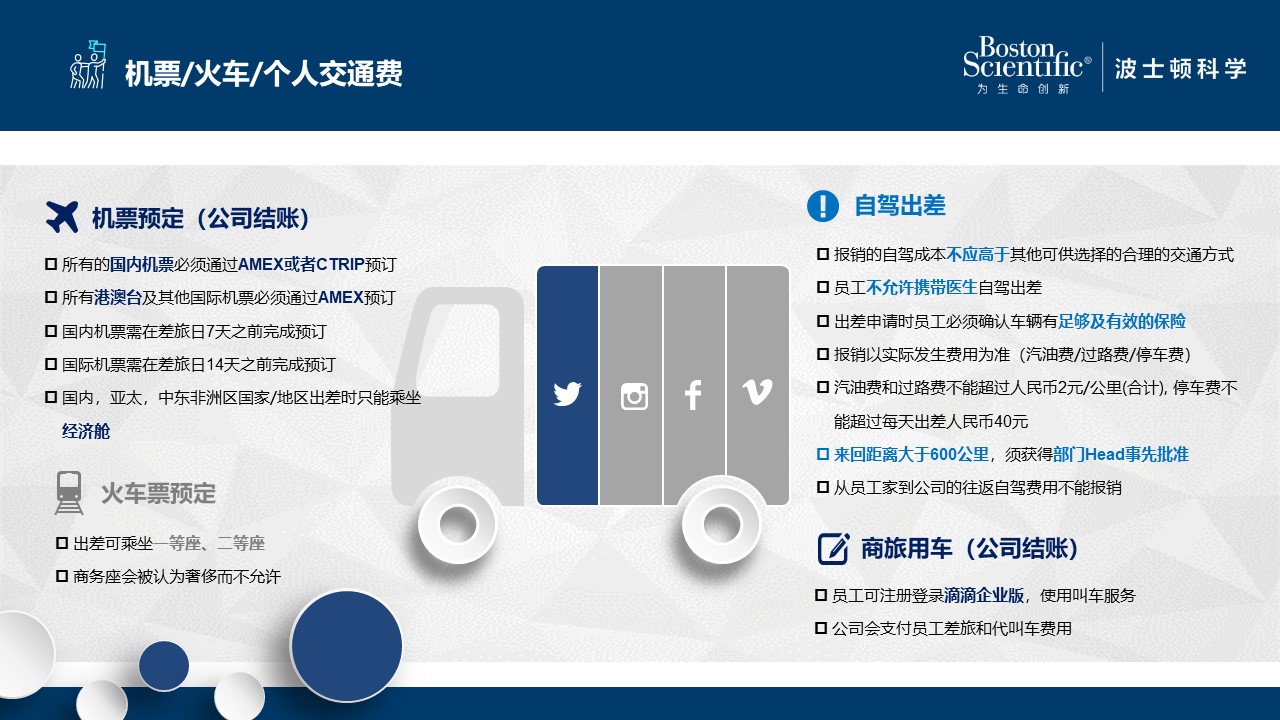 机票/火车/个人交通费
Boston
Scientific®
为生命创新
波士顿科学
机票预定（公司结账）
所有的国内机票必须通过AMEX或者CTRIP预订
所有港澳台及其他国际机票必须通过AMEX预订
国内机票需在差旅日7天之前完成预订
国际机票需在差旅日14天之前完成预订
国内，亚太，中东非洲区国家/地区出差时只能乘坐
经济舱
火车票预定
出差可乘坐一等座、二等座
商务座会被认为奢侈而不允许
自驾出差
报销的自驾成本不应高于其他可供选择的合理的交通方式
员工不允许携带医生自驾出差
出差申请时员工必须确认车辆有足够及有效的保险
报销以实际发生费用为准（汽油费/过路费/停车费）
汽油费和过路费不能超过人民币2元/公里(合计), 停车费不
能超过每天出差人民币40元
来回距离大于600公里，须获得部门Head事先批准
从员工家到公司的往返自驾费用不能报销
商旅用车（公司结账）
员工可注册登录滴滴企业版，使用叫车服务
公司会支付员工差旅和代叫车费用